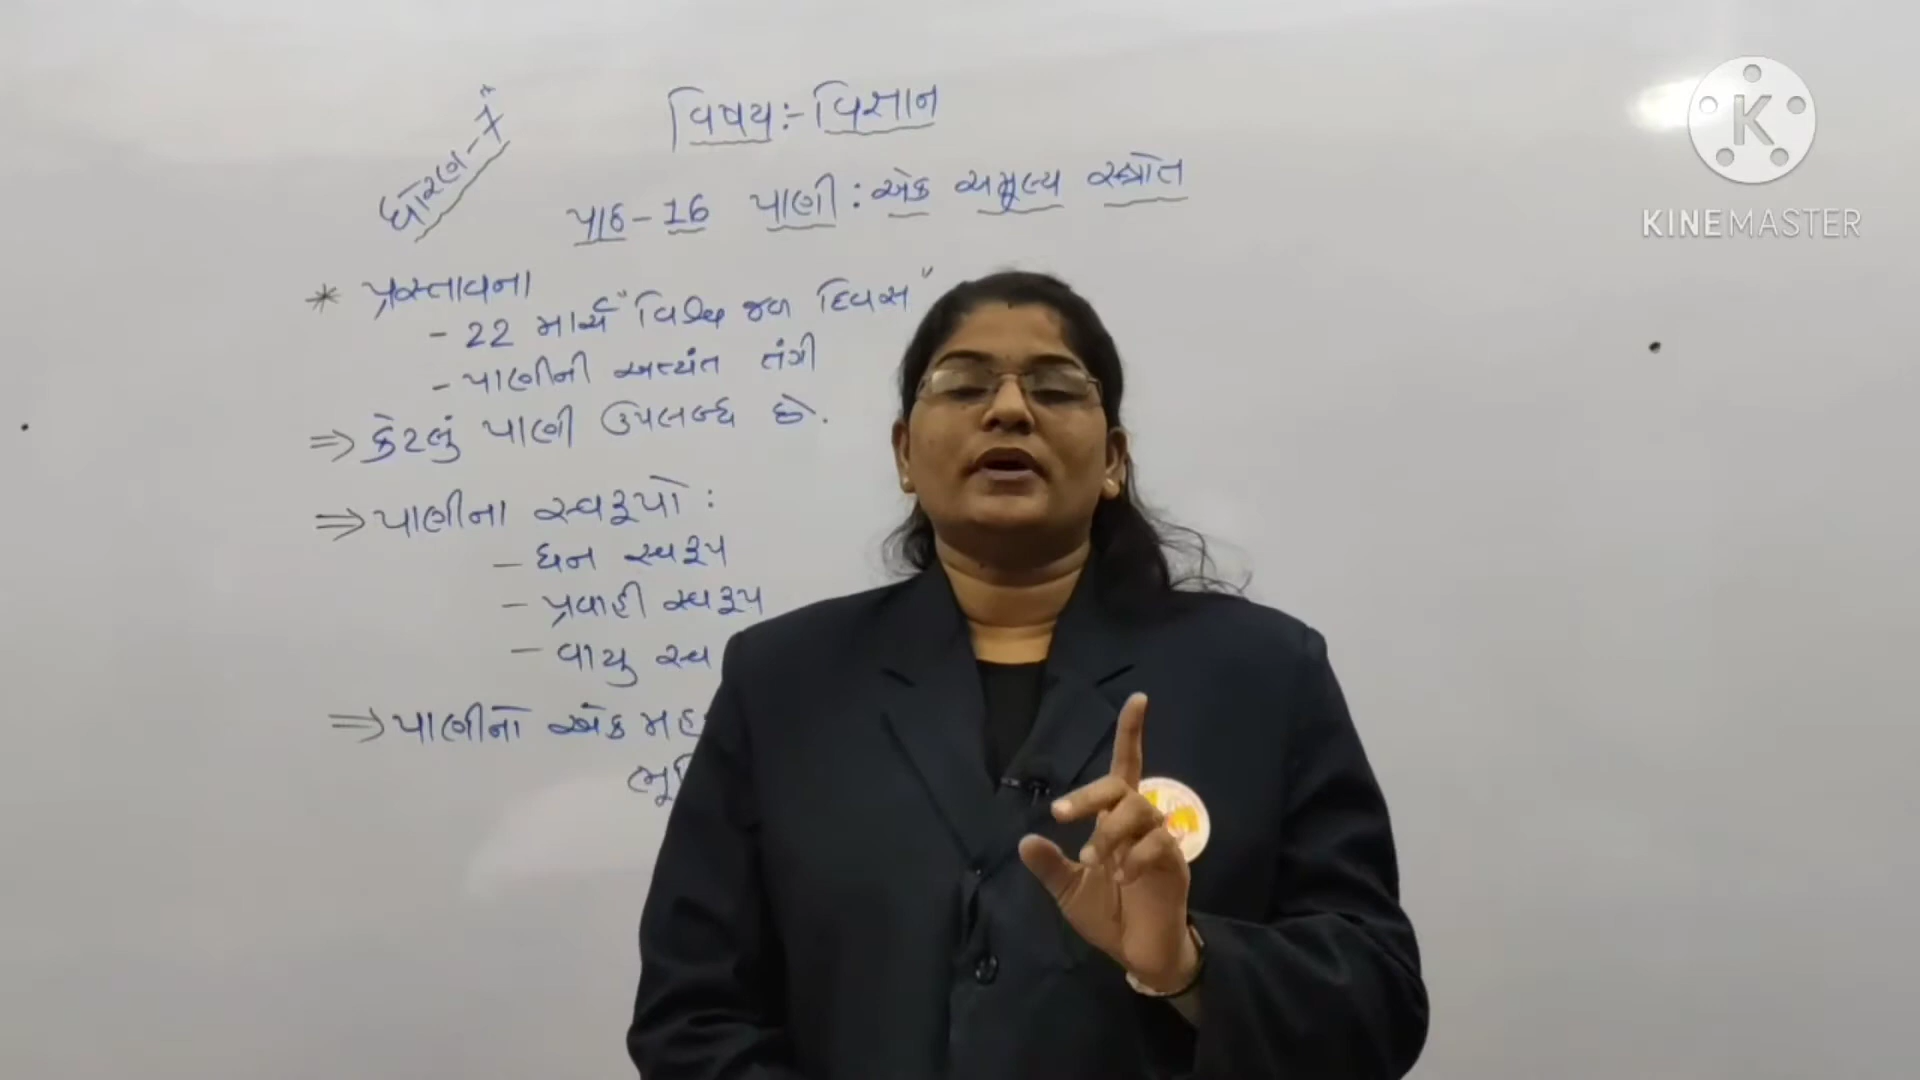 ધોરણ-7
વિષય:- વિજ્ઞાન
પાઠ-16 પાણી: એક અમૂલ્ય સ્ત્રોત
* પ્રસ્તાવના
- 22 માર્ચ "વિશ્વ જળ દિવસ"
- પાણીની અત્યંત તંગી
⇒ કેટલું પાણી ઉપલબ્ધ છે.
⇒ પાણીના સ્વરૂપો:
- ઘન સ્વરૂપ
- પ્રવાહી સ્વરૂપ
- વાયુ સ્વ
⇒ પાણીનો એક મહ
ભૂ
KINEMASTER